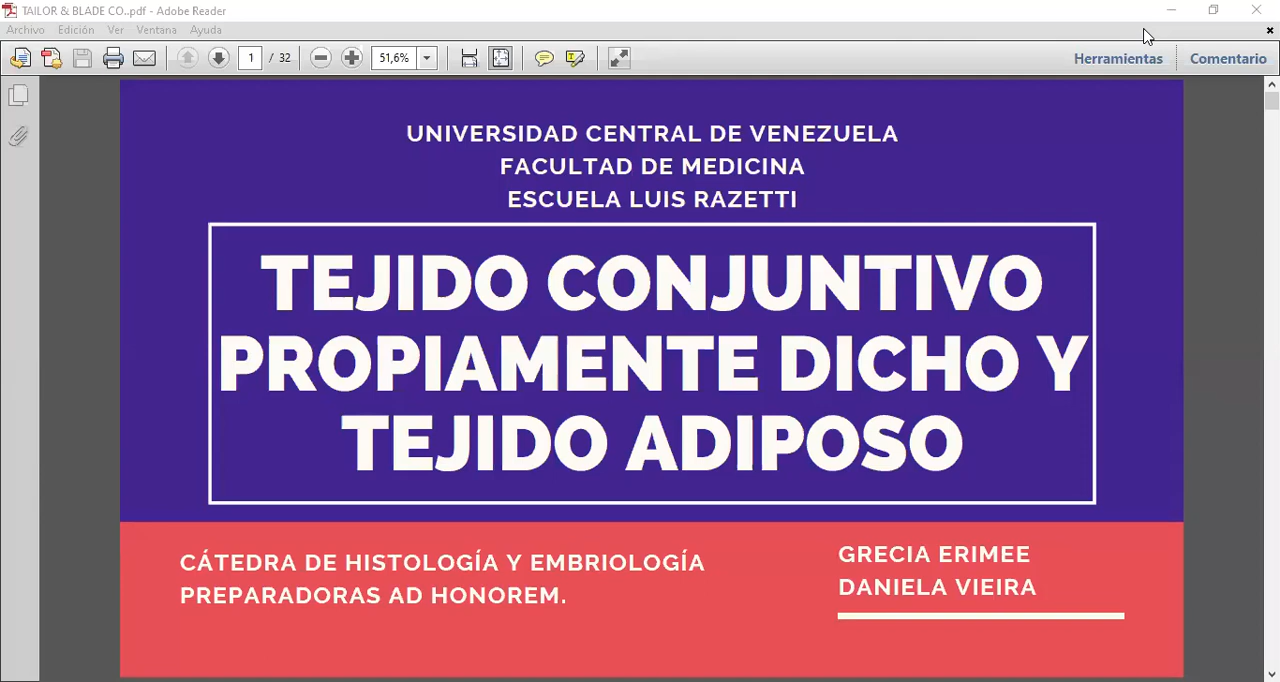 TAILOR & BLADE CO..pdf - Adobe Reader
Archivo Edición Ver Ventana Ayuda
1 / 32 51,6% Herramientas Comentario
UNIVERSIDAD CENTRAL DE VENEZUELA
FACULTAD DE MEDICINA
ESCUELA LUIS RAZETTI
TEJIDO CONJUNTIVO
PROPIAMENTE DICHO Y
TEJIDO ADIPOSO
CÁTEDRA DE HISTOLOGÍA Y EMBRIOLOGÍA
PREPARADORAS AD HONOREM.
GRECIA ERIMEE
DANIELA VIEIRA